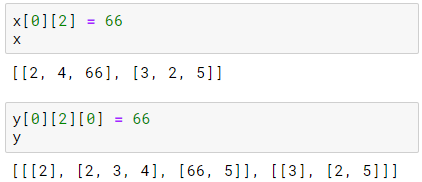 x[0][2] = 66
x
[[2, 4, 66], [3, 2, 5]]
y[0][2][0] = 66
y
[[[2], [2, 3, 4], [66, 5]], [[3], [2, 5]]]